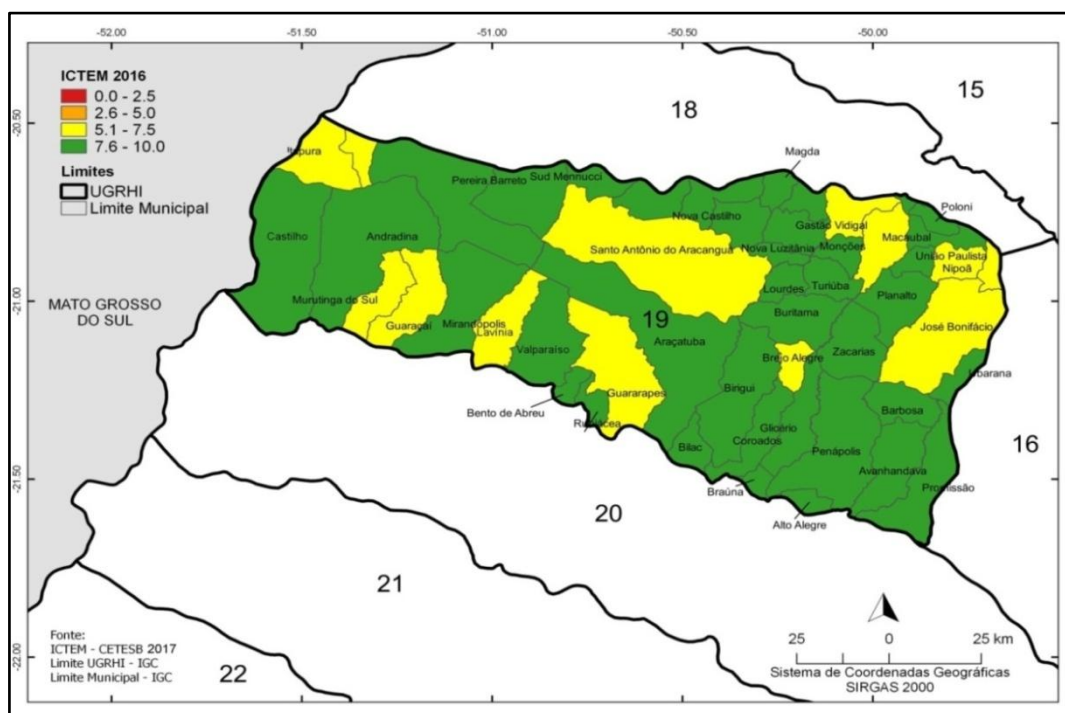 -52.00
-51.50
-51.00
-50.50
-50.00
ICTEM 2016
0.0 - 2.5
2.6 - 5.0
5.1 - 7.5
7.6 - 10.0
Limites
UGRHI
Limite Municipal
15
18
-20.50
Magda
Itapura
Pereira Barreto
Sud Mennucci
Poloni
Nova Castilho
Gastão Vidigal
Macaubal
Castilho
Andradina
Santo Antônio do Aracanguá
Nova Luzitânia
Monções
União Paulista
Nipoã
Lourdes
Turiúba
Planalto
MATO GROSSO
DO SUL
-21.00
Murutinga do Sul
Guaraçaí
Mirandópolis
Lavínia
19
Buritama
José Bonifácio
Valparaíso
Araçatuba
Brejo Alegre
Zacarias
Ubarana
Birigui
Guararapes
Bento de Abreu
Rubiácea
Barbosa
Glicério
Coroados
Bilac
Penápolis
16
Avanhandava
Promissão
-21.50
Braúna
Alto Alegre
20
21
22
-22.00
Fonte:
ICTEM - CETESB 2017
Limite UGRHI - IGC
Limite Municipal - IGC
25 0 25 km
Sistema de Coordenadas Geográficas
SIRGAS 2000